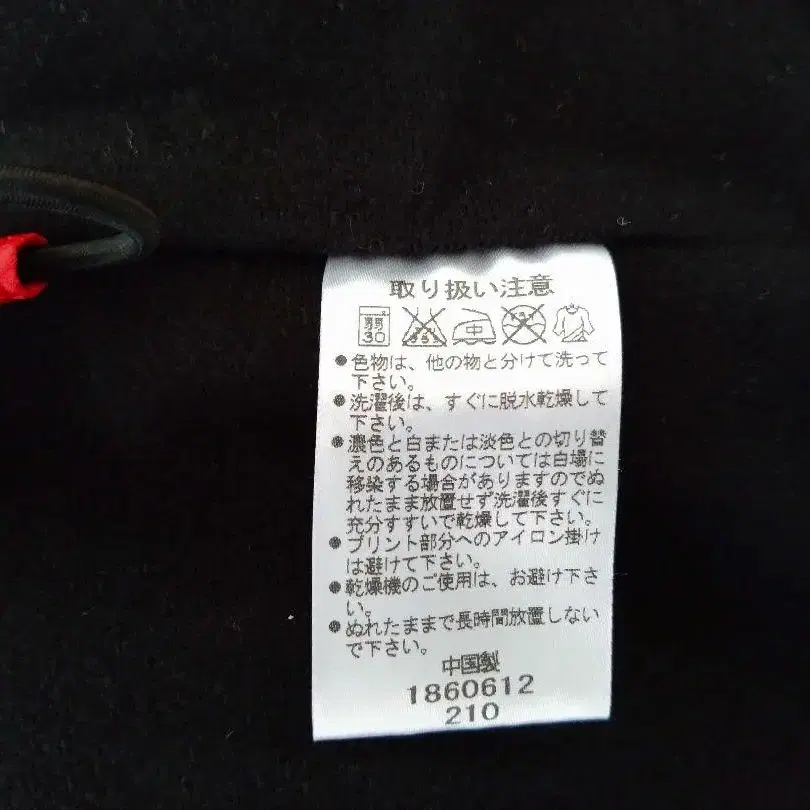 取り扱い注意
弱
30
中
●色物は、他の物と分けて洗って
下さい。
●洗濯後は、すぐに脱水乾燥して
下さい。
●濃色と白または淡色との切り替
えのあるものについては白場に
移染する場合がありますのでぬ
れたまま放置せず洗濯後すぐに
充分すすいで乾燥して下さい。
●プリント部分へのアイロン掛け
は避けて下さい。
●乾燥機のご使用は、お避け下さ
い。
●ぬれたままで長時間放置しない
で下さい。
中国製
1860612
210